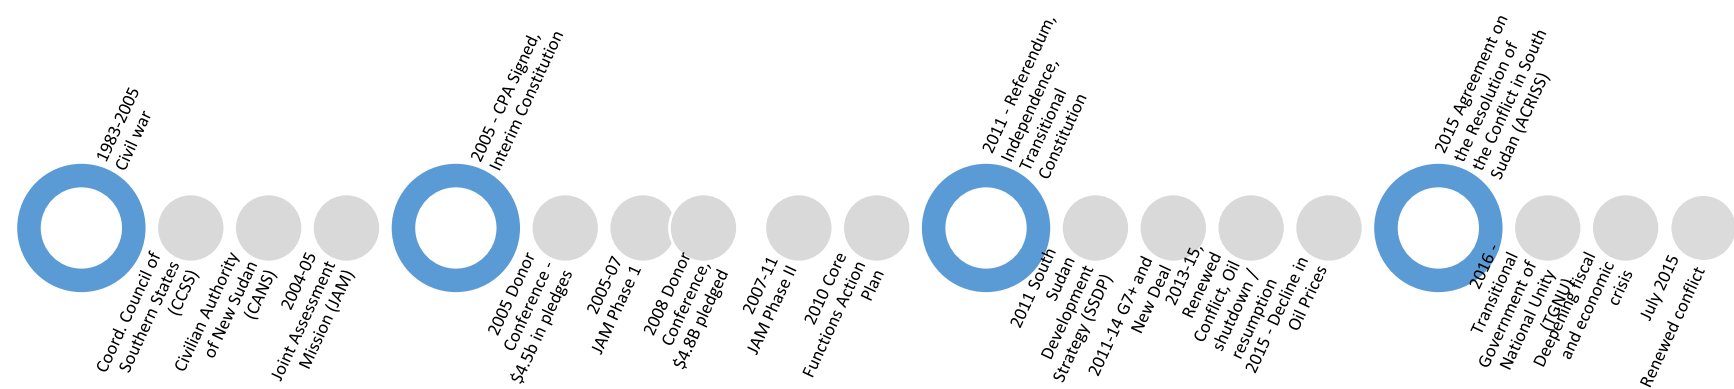 1983-2005
Civil war
Coord. Council of
Southern States
(CCSS)
Civilian Authority
of New Sudan
(CANS)
2004-05
Joint Assessment
Mission (JAM)
2005 - CPA Signed,
Interim Constitution
2005 Donor
Conference -
$4.5b in pledges
2005-07
JAM Phase 1
2008 Donor
Conference,
$4.8B pledged
2007-11
JAM Phase II
2010 Core
Functions Action
Plan
2011 - Referendum,
Independence,
Transitional
Constitution
2011 South
Sudan
Development
Strategy (SSDP)
2011-14 G7+ and
New Deal
2013-15,
Renewed
Conflict, Oil
shutdown /
resumption
2015 - Decline in
Oil Prices
2015 Agreement on
the Resolution of
the Conflict in South
Sudan (ACRISS)
2016 -
Transitional
Government of
National Unity
(TGNU)
Deepening fiscal
and economic
crisis
July 2015
Renewed conflict